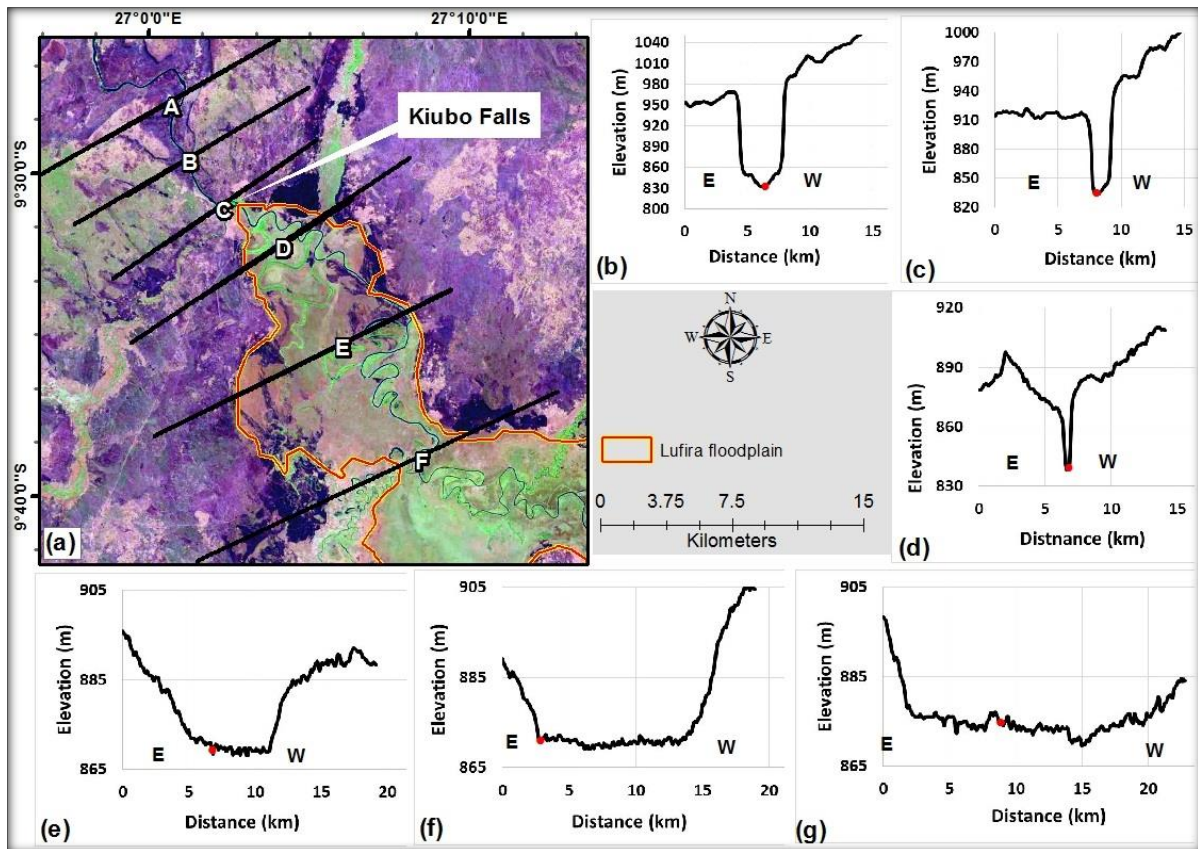 27°0'0"E
27°10'0"E
9°30'0"S
9°40'0"S
Kiubo Falls
A
B
C
D
E
F
(a)
Elevation (m)
1040
1010
980
950
920
890
860
830
800
E
W
0
5
10
15
Distance (km)
(b)
Elevation (m)
1000
970
940
910
880
850
820
E
W
0
5
10
15
Distance (km)
(c)
N
W
E
S
Lufira floodplain
0
3.75
7.5
15
Kilometers
Elevation (m)
920
890
860
830
E
W
0
5
10
15
Distnance (km)
(d)
Elevation (m)
905
885
865
E
W
0
5
10
15
20
Distance (km)
(e)
Elevation (m)
905
885
865
E
W
0
5
10
15
20
Distance (km)
(f)
Elevation (m)
905
885
865
E
W
0
5
10
15
20
Distance (km)
(g)